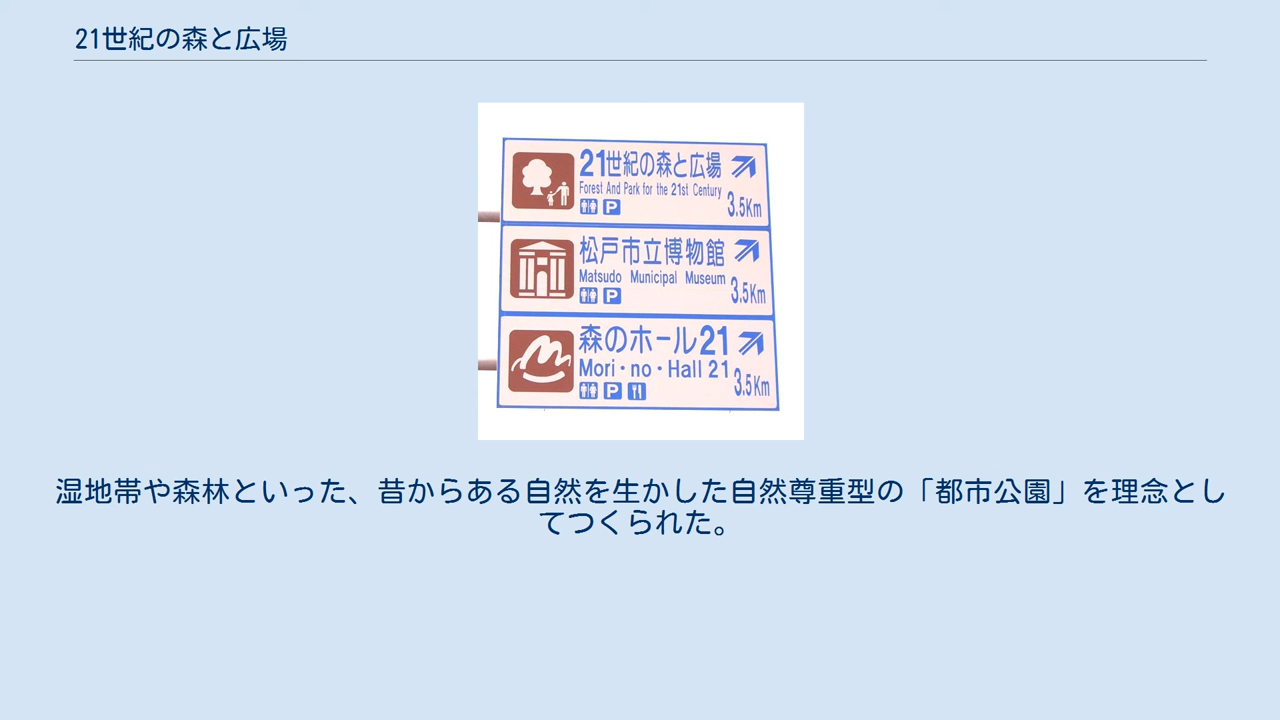 21世紀の森と広場
21世紀の森と広場
Forest And Park for the 21st Century
P
3.5Km
松戸市立博物館
Matsudo Municipal Museum
P
3.5Km
森のホール21
Mori・no・Hall 21
P
3.5Km
湿地帯や森林といった、昔からある自然を生かした自然尊重型の「都市公園」を理念とし
てつくられた。